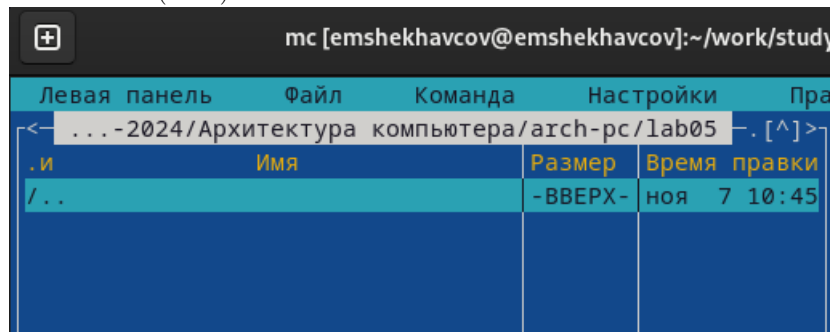 mc [emshekhavcov@emshekhavcov]:~/work/study
Левая панель Файл Команда Настройки Пра
<— ...-2024/Архитектура компьютера/arch-pc/lab05 —.[^]>
.и Имя Размер Время правки
/.. -ВВЕРХ- ноя 7 10:45